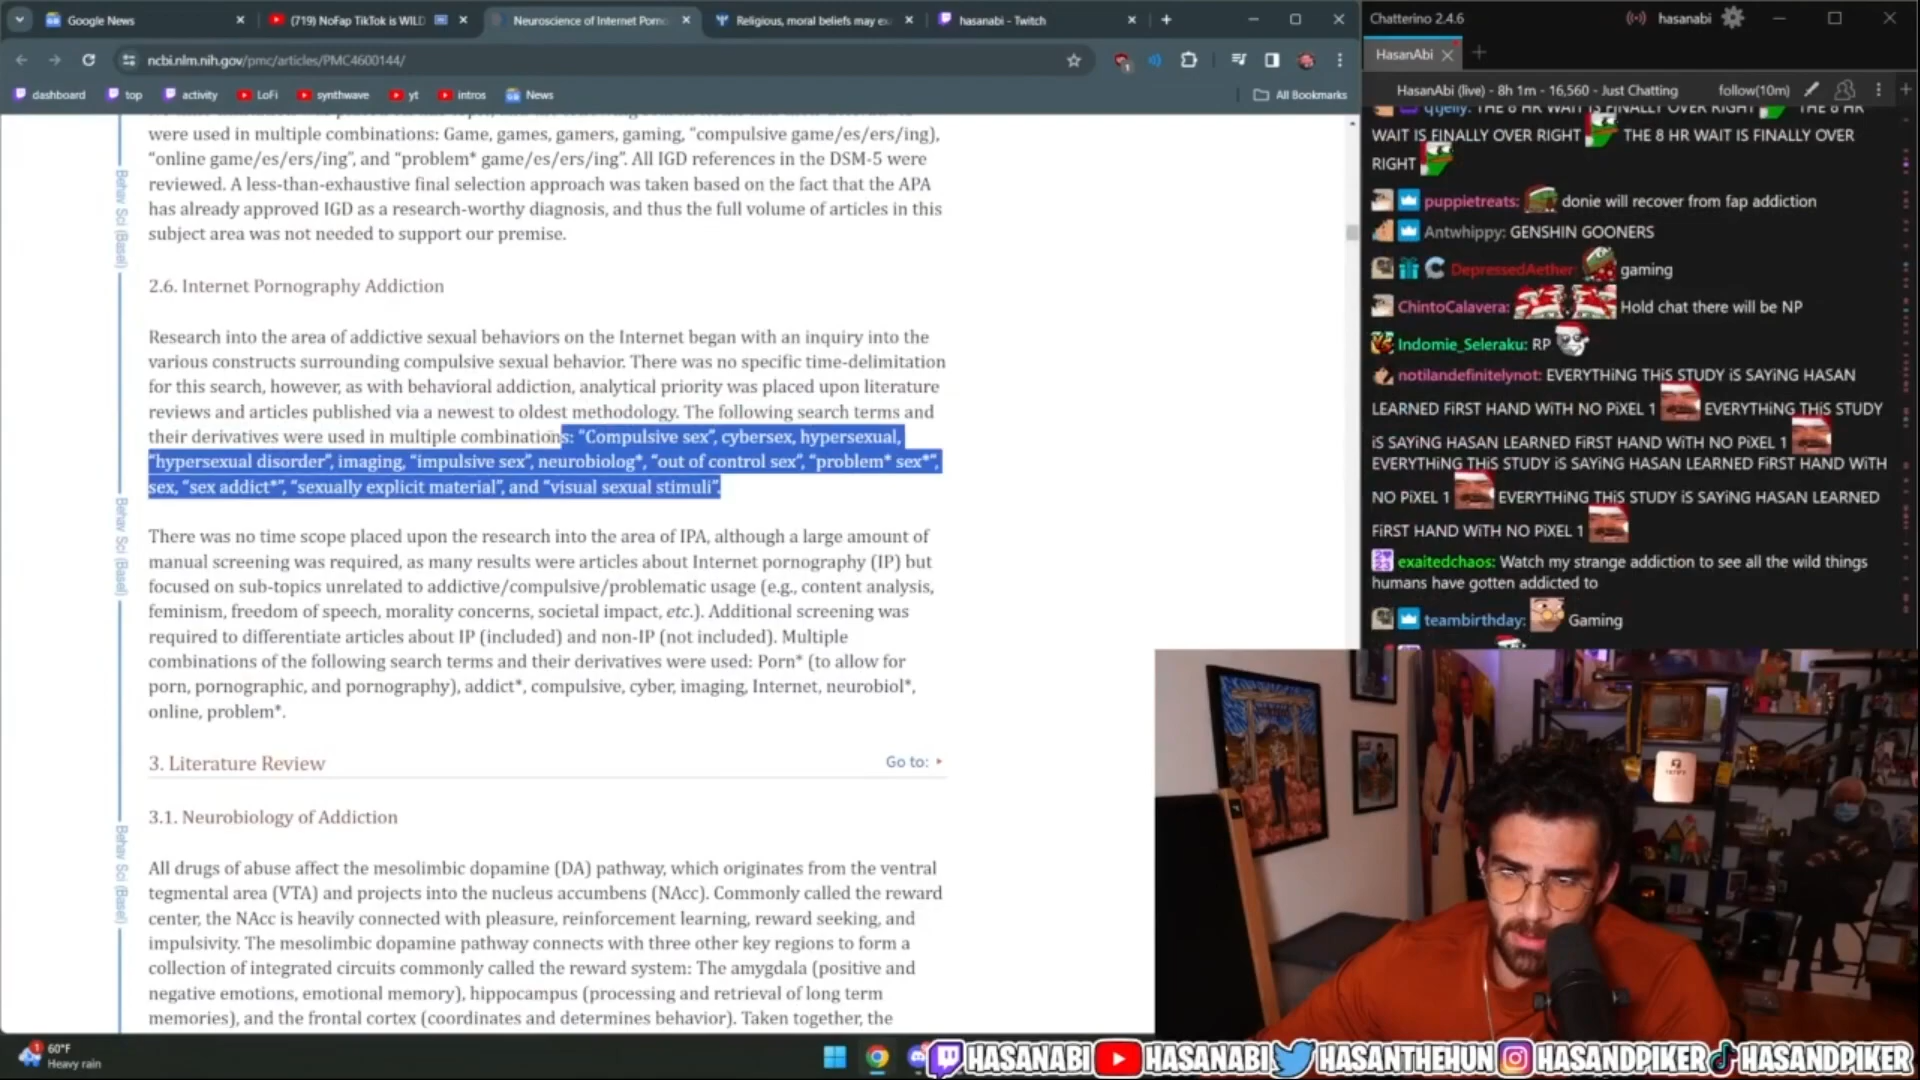 Google News
(719) NoFap TikTok is WILD
Neuroscience of Internet Porno
Religious, moral beliefs may ex
hasanabi - Twitch
ncbi.nlm.nih.gov/pmc/articles/PMC4600144/
dashboard
top
activity
LoFi
synthwave
yt
intros
News
All Bookmarks
were used in multiple combinations: Game, games, gamers, gaming, “compulsive game/es/ers/ing),
“online game/es/ers/ing”, and “problem* game/es/ers/ing”. All IGD references in the DSM-5 were
reviewed. A less-than-exhaustive final selection approach was taken based on the fact that the APA
has already approved IGD as a research-worthy diagnosis, and thus the full volume of articles in this
subject area was not needed to support our premise.
2.6. Internet Pornography Addiction
Research into the area of addictive sexual behaviors on the Internet began with an inquiry into the
various constructs surrounding compulsive sexual behavior. There was no specific time-delimitation
for this search, however, as with behavioral addiction, analytical priority was placed upon literature
reviews and articles published via a newest to oldest methodology. The following search terms and
their derivatives were used in multiple combinations: “Compulsive sex”, cybersex, hypersexual,
“hypersexual disorder”, imaging, “impulsive sex”, neurobiolog*, “out of control sex”, “problem* sex*“,
sex, “sex addict*”, “sexually explicit material”, and “visual sexual stimuli”.
There was no time scope placed upon the research into the area of IPA, although a large amount of
manual screening was required, as many results were articles about Internet pornography (IP) but
focused on sub-topics unrelated to addictive/compulsive/problematic usage (e.g., content analysis,
feminism, freedom of speech, morality concerns, societal impact, etc.). Additional screening was
required to differentiate articles about IP (included) and non-IP (not included). Multiple
combinations of the following search terms and their derivatives were used: Porn* (to allow for
porn, pornographic, and pornography), addict*, compulsive, cyber, imaging, Internet, neurobiol*,
online, problem*.
3. Literature Review
Go to:
3.1. Neurobiology of Addiction
All drugs of abuse affect the mesolimbic dopamine (DA) pathway, which originates from the ventral
tegmental area (VTA) and projects into the nucleus accumbens (NAcc). Commonly called the reward
center, the NAcc is heavily connected with pleasure, reinforcement learning, reward seeking, and
impulsivity. The mesolimbic dopamine pathway connects with three other key regions to form a
collection of integrated circuits commonly called the reward system: The amygdala (positive and
negative emotions, emotional memory), hippocampus (processing and retrieval of long term
memories), and the frontal cortex (coordinates and determines behavior). Taken together, the
Behav Sci (Basel)
Behav Sci (Basel)
Behav Sci (Basel)
Chatterino 2.4.6
hasanabi
HasanAbi
HasanAbi (live) - 8h 1m - 16,560 - Just Chatting
follow(10m)
THE 8 HR WAIT IS FINALLY OVER RIGHT THE 8 HR
WAIT IS FINALLY OVER RIGHT THE 8 HR WAIT IS FINALLY OVER
RIGHT
puppietreats: donie will recover from fap addiction
Antwhippy: GENSHIN GOONERS
DepressedAether: gaming
ChintoCalavera: Hold chat there will be NP
Indomie_Seleraku: RP
notilandefinitelynot: EVERYTHiNG THiS STUDY iS SAYiNG HASAN
LEARNED FiRST HAND WiTH NO PiXEL 1 EVERYTHiNG THiS STUDY
iS SAYiNG HASAN LEARNED FiRST HAND WiTH NO PiXEL 1
EVERYTHiNG THiS STUDY iS SAYiNG HASAN LEARNED FiRST HAND WiTH
NO PiXEL 1 EVERYTHiNG THiS STUDY iS SAYiNG HASAN LEARNED
FiRST HAND WiTH NO PiXEL 1
exaitedchaos: Watch my strange addiction to see all the wild things
humans have gotten addicted to
teambirthday: Gaming
1
60°F
Heavy rain
HASANABI
HASANABI
HASANTHEHUN
HASANDPIKER
HASANDPIKER